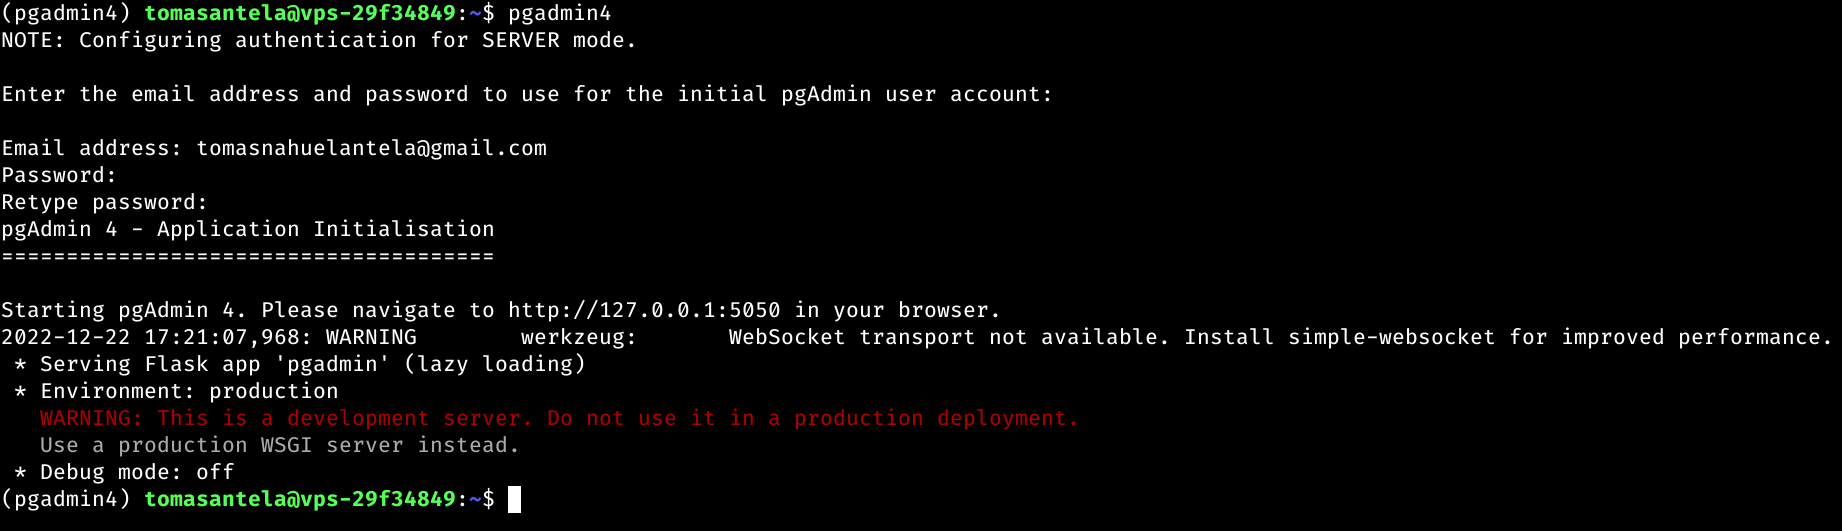 (pgadmin4) tomasantela@vps-29f34849:~$ pgadmin4
NOTE: Configuring authentication for SERVER mode.
Enter the email address and password to use for the initial pgAdmin user account:
Email address: tomasnahuelantela@gmail.com
Password:
Retype password:
pgAdmin 4 - Application Initialisation
======================================
Starting pgAdmin 4. Please navigate to http://127.0.0.1:5050 in your browser.
2022-12-22 17:21:07,968: WARNING        werkzeug:       WebSocket transport not available. Install simple-websocket for improved performance.
 * Serving Flask app 'pgadmin' (lazy loading)
 * Environment: production
   WARNING: This is a development server. Do not use it in a production deployment.
   Use a production WSGI server instead.
 * Debug mode: off
(pgadmin4) tomasantela@vps-29f34849:~$